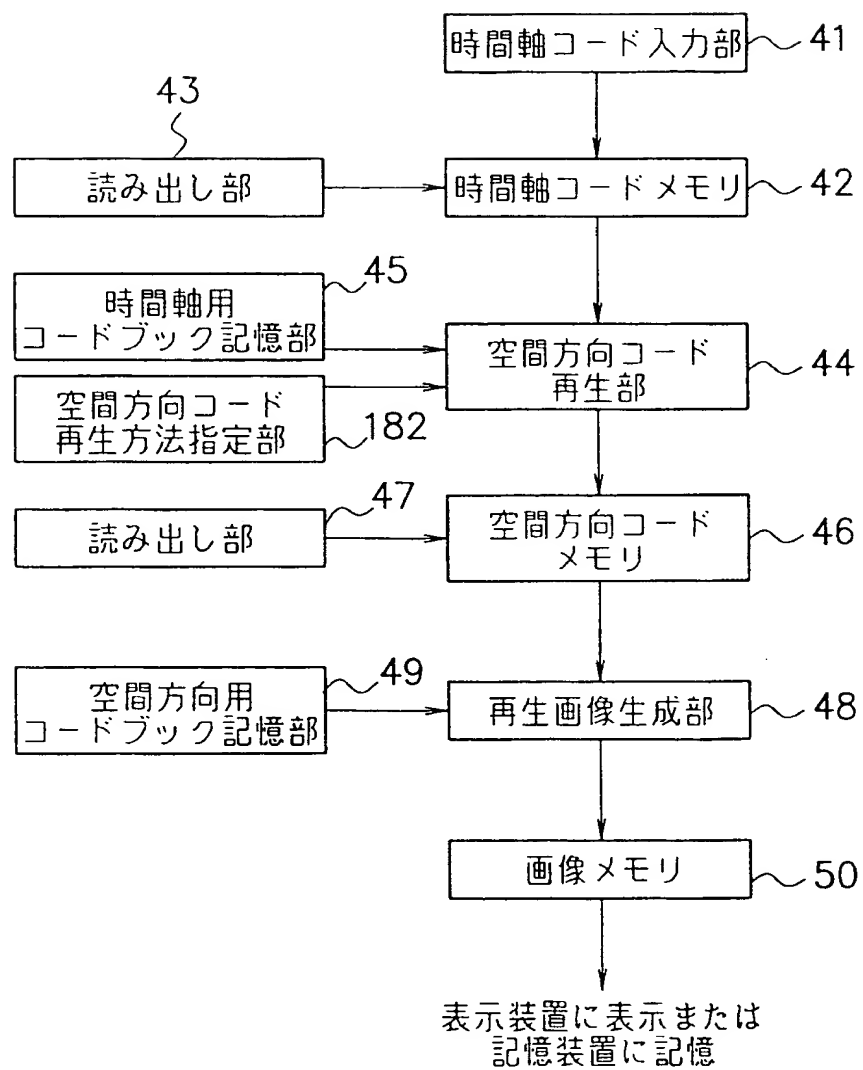 時間軸コード入力部
41
43
読み出し部
時間軸コードメモリ
42
時間軸用
コードブック記憶部
45
空間方向コード
再生部
44
空間方向コード
再生方法指定部
182
読み出し部
47
空間方向コード
メモリ
46
空間方向用
コードブック記憶部
49
再生画像生成部
48
画像メモリ
50
表示装置に表示または
記憶装置に記憶